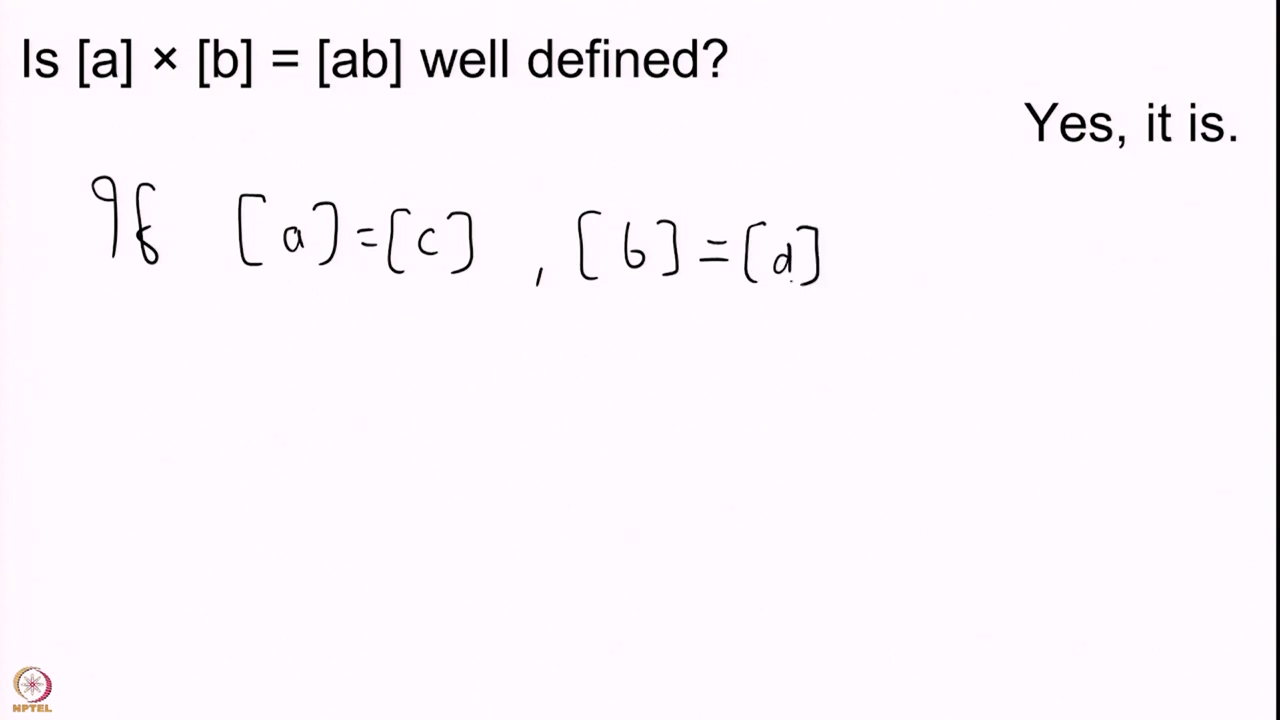 Is [a] × [b] = [ab] well defined?
Yes, it is.
If [a]=[c] , [b]=[d]
NPTEL